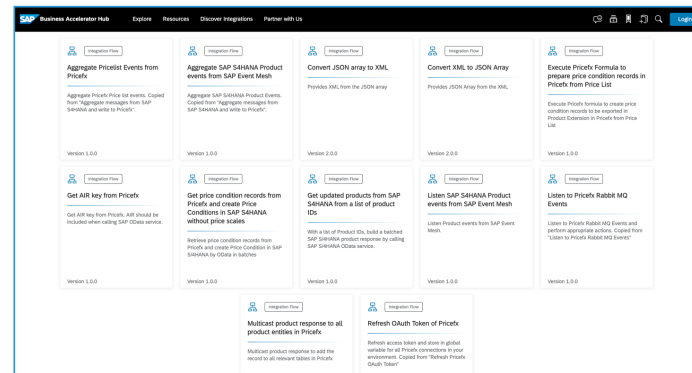 SAP Business Accelerator Hub Explore Resources Discover Integrations Partner with Us Login
Integration Flow
Aggregate Pricelist Events from
Pricefx
Aggregate Pricefx Price list events. Copied
from "Aggregate messages from SAP
S4HANA and write to Pricefx".
Version 1.0.0
Integration Flow
Aggregate SAP S4HANA Product
events from SAP Event Mesh
Aggregate SAP S/4HANA Product Events.
Copied from "Aggregate messages from
SAP S4HANA and write to Pricefx".
Version 1.0.0
Integration Flow
Convert JSON array to XML
Provides XML from the JSON array
Version 2.0.0
Integration Flow
Convert XML to JSON Array
Provides JSON Array from the XML
Version 2.0.0
Integration Flow
Execute Pricefx Formula to
prepare price condition records in
Pricefx from Price List
Execute Pricefx formula to create price
condition records to be exported in
Product Extension in Pricefx from Price
List
Version 1.0.0
Integration Flow
Get AIR key from Pricefx
Get AIR key from Pricefx. AIR should be
included when calling SAP OData service.
Version 1.0.0
Integration Flow
Get price condition records from
Pricefx and create Price
Conditions in SAP S4HANA
without price scales
Retrieve price condition records from
Pricefx and create Price Condition in SAP
S/4HANA by OData in batches
Version 1.0.0
Integration Flow
Get updated products from SAP
S4HANA from a list of product
IDs
With a list of Product IDs, build a batched
SAP S/4HANA product response by calling
SAP S4HANA OData service.
Version 1.0.0
Integration Flow
Listen SAP S4HANA Product
events from SAP Event Mesh
Listen Product events from SAP Event
Mesh.
Version 1.0.0
Integration Flow
Listen to Pricefx Rabbit MQ
Events
Listen to Pricefx Rabbit MQ Events and
perform appropriate actions. Copied from
"Listen to Pricefx Rabbit MQ Events"
Version 1.0.0
Integration Flow
Multicast product response to all
product entities in Pricefx
Multicast product response to add the
record to all relevant tables in Pricefx
Integration Flow
Refresh OAuth Token of Pricefx
Refresh access token and store in global
variable for all Pricefx connections in your
environment. Copied from "Refresh Pricefx
OAuth Token"